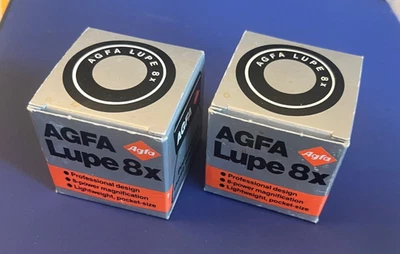 AGFA LUPE 8x
AGFA
Lupe 8x
Agfa
• Professional design
• 8-power magnification
• Lightweight, pocket-size
AGFA
AGFA LUPE 8x
AGFA
Lupe 8x
Agfa
• Professional design
• 8-power magnification
• Lightweight, pocket-size